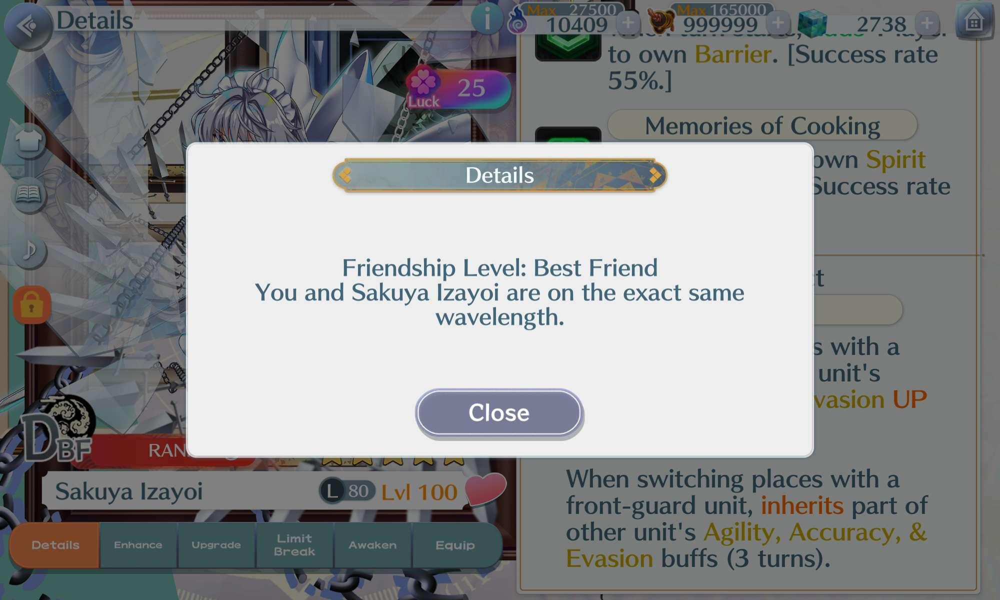 Details
Max 27500
10409
Max 165000
999999
2738
to own Barrier. [Success rate
55%.]
25
Luck
Memories of Cooking
own Spirit
Success rate
Details
Friendship Level: Best Friend
You and Sakuya Izayoi are on the exact same
wavelength.
Close
with a
unit's
UP
DBF
Sakuya Izayoi
L 80 Lvl 100
When switching places with a
front-guard unit, inherits part of
other unit's Agility, Accuracy, &
Evasion buffs (3 turns).
Details
Enhance
Upgrade
Limit
Break
Awaken
Equip